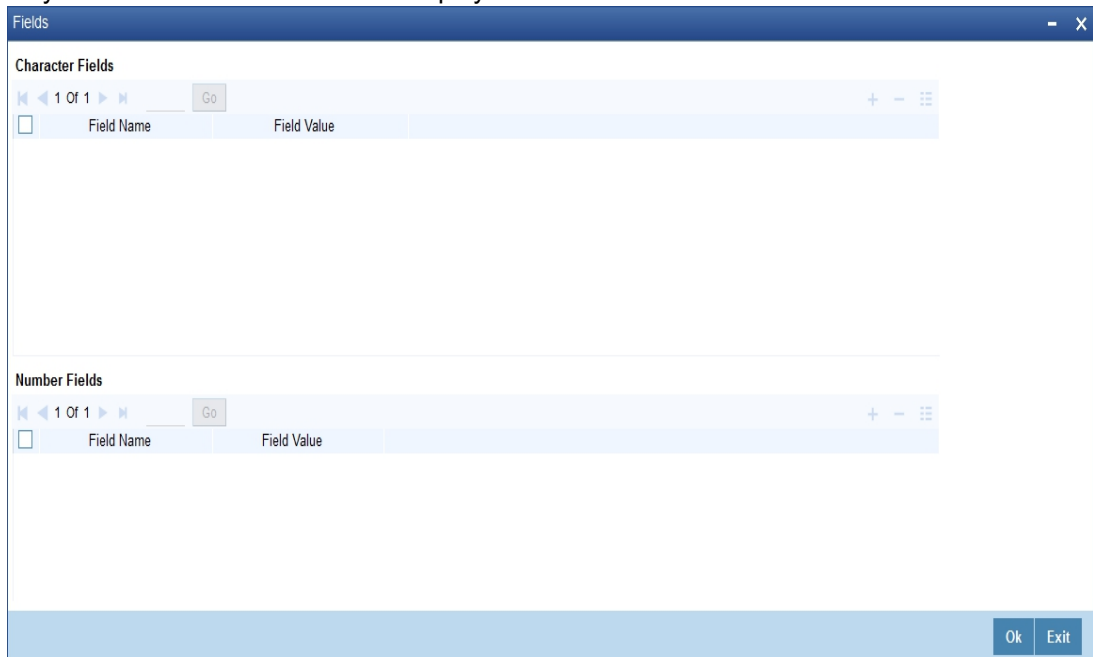 Fields
Character Fields
1 Of 1 Go
Field Name Field Value
Number Fields
1 Of 1 Go
Field Name Field Value
Ok Exit